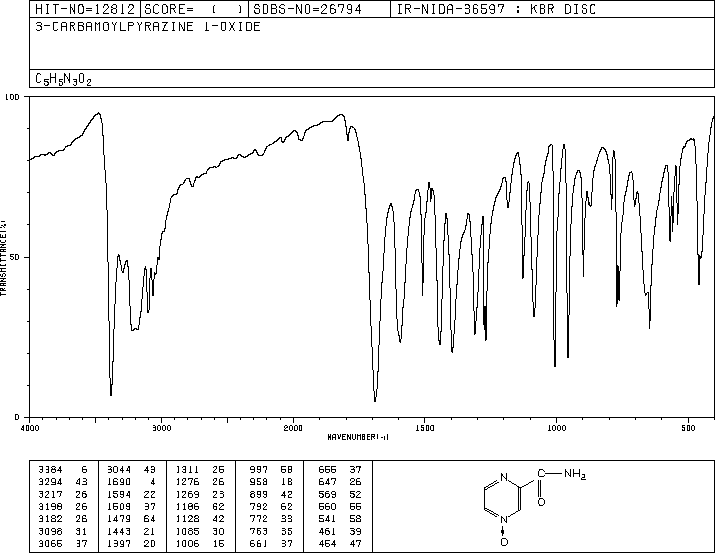 HIT-NO=12812 SCORE= ( ) SDBS-NO=26794 IR-NIDA-36597 : KBR DISC
3-CARBAMOYLPYRAZINE 1-OXIDE
C5H5N3O2
100
TRANSMITTANCE(%)
50
0
4000 3000 2000 1500 1000 500
WAVENUMBER(-1)
3384 6 3044 49 1311 26 997 68 666 37
3294 43 1690 4 1276 26 958 18 647 26
3217 26 1594 22 1269 23 899 42 569 52
3198 26 1509 37 1186 62 792 62 560 55
3182 26 1479 64 1128 42 772 33 541 58
3098 31 1443 21 1085 30 763 35 461 39
3066 37 1397 20 1006 15 661 37 454 47
N C NH2
O
N
O